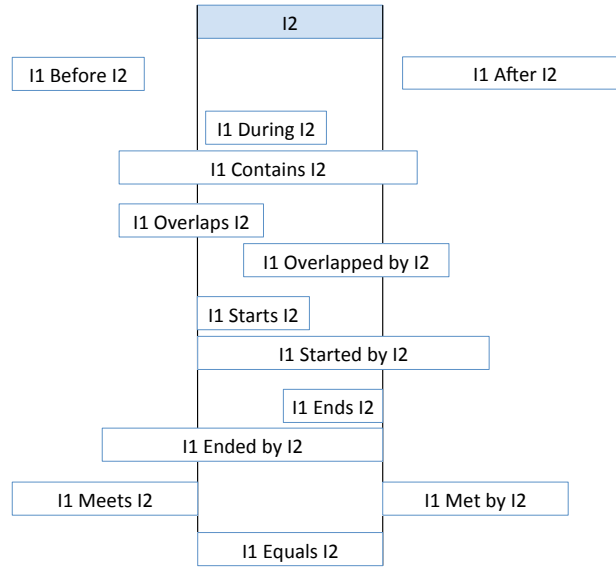 I2
I1 Before I2
I1 After I2
I1 During I2
I1 Contains I2
I1 Overlaps I2
I1 Overlapped by I2
I1 Starts I2
I1 Started by I2
I1 Ends I2
I1 Ended by I2
I1 Meets I2
I1 Met by I2
I1 Equals I2